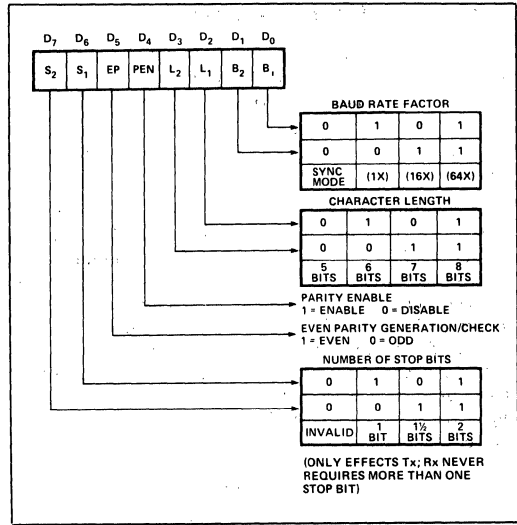 D7 D6 D5 D4 D3 D2 D1 D0
S2 S1 EP PEN L2 L1 B2 B1
BAUD RATE FACTOR
0 1 0 1
0 0 1 1
SYNC MODE (1X) (16X) (64X)
CHARACTER LENGTH
0 1 0 1
0 0 1 1
5 BITS 6 BITS 7 BITS 8 BITS
PARITY ENABLE
1 = ENABLE 0 = DISABLE
EVEN PARITY GENERATION/CHECK
1 = EVEN 0 = ODD
NUMBER OF STOP BITS
0 1 0 1
0 0 1 1
INVALID 1 BIT 1½ BITS 2 BITS
(ONLY EFFECTS Tx; Rx NEVER
REQUIRES MORE THAN ONE
STOP BIT)